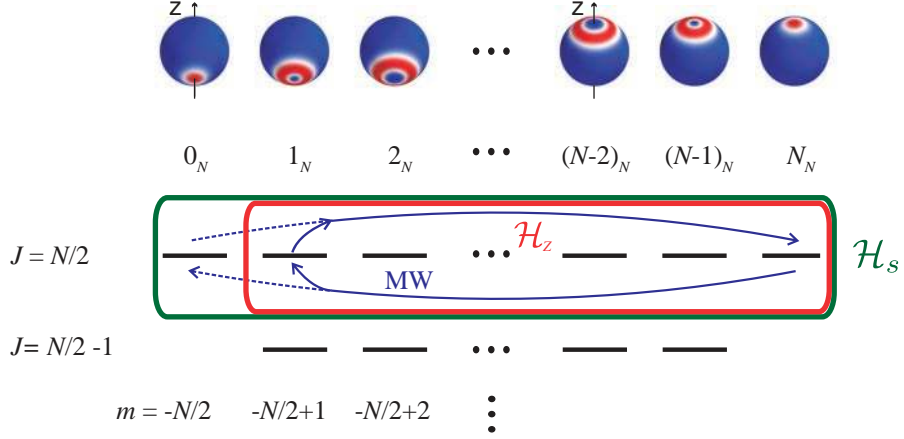 z z
0_N 1_N 2_N ••• (N-2)_N (N-1)_N N_N
J = N/2 ℋ_z ℋ_s
MW
J= N/2 -1
m = -N/2 -N/2+1 -N/2+2